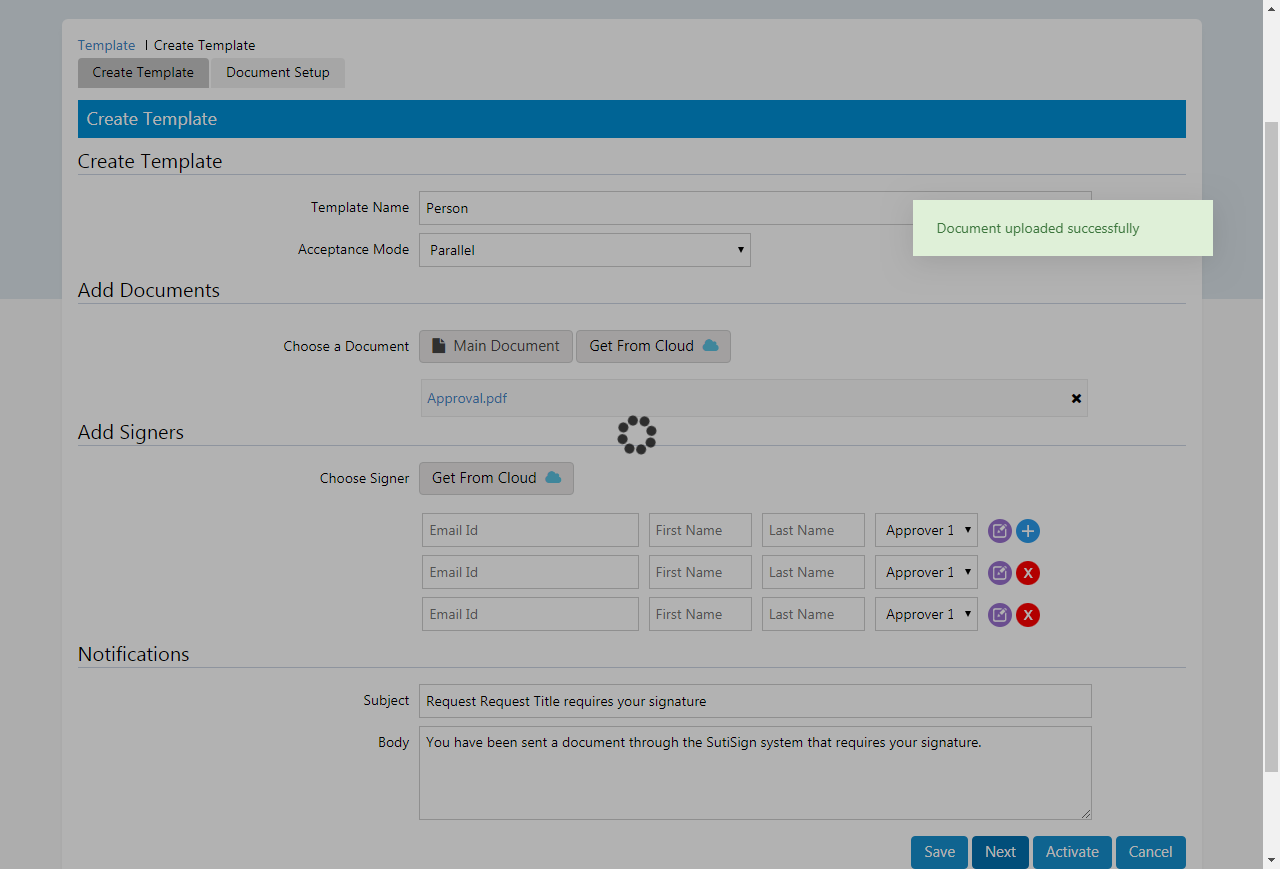 Template | Create Template
Create Template Document Setup
Create Template
Create Template
Template Name Person
Document uploaded successfully
Acceptance Mode Parallel
Add Documents
Choose a Document Main Document Get From Cloud
Approval.pdf
Add Signers
Choose Signer Get From Cloud
Email Id First Name Last Name Approver 1
Email Id First Name Last Name Approver 1 X
Email Id First Name Last Name Approver 1 X
Notifications
Subject Request Request Title requires your signature
Body You have been sent a document through the SutiSign system that requires your signature.
Save Next Activate Cancel